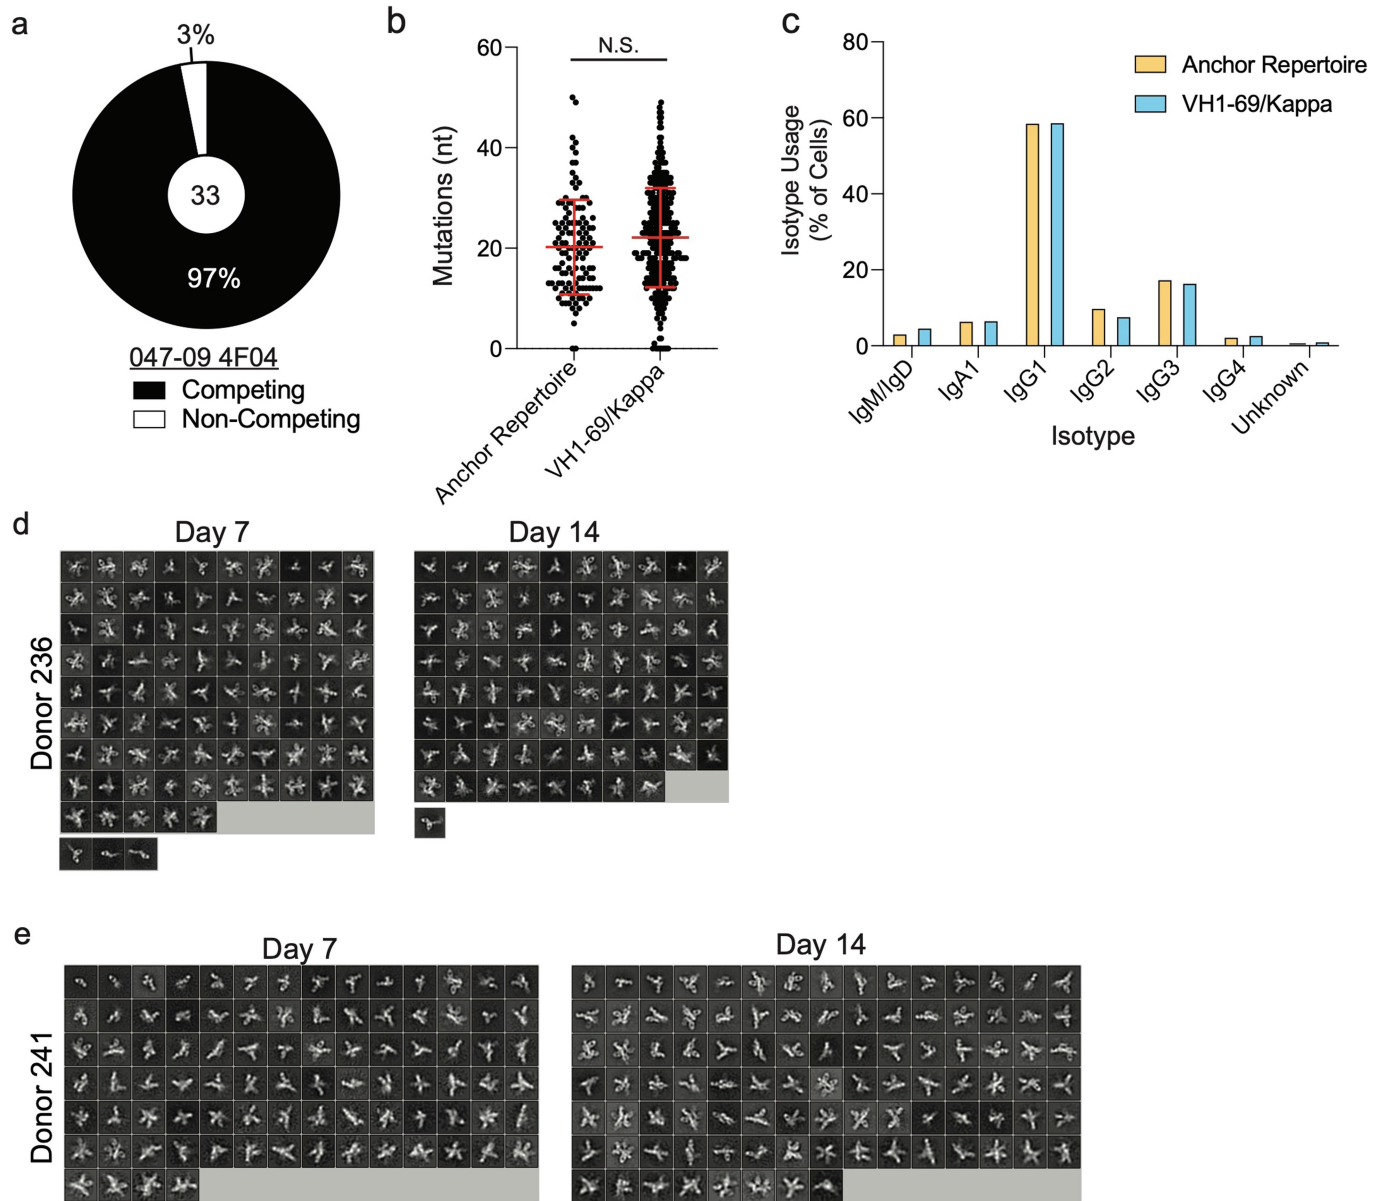 a
3%
33
97%
047-09 4F04
Competing
Non-Competing
b
60
40
20
0
Mutations (nt)
N.S.
Anchor Repertoire
VH1-69/Kappa
c
80
60
40
20
0
Isotype Usage
(% of Cells)
Anchor Repertoire
VH1-69/Kappa
IgM/IgD
IgA1
IgG1
IgG2
IgG3
IgG4
Unknown
Isotype
d
Day 7
Day 14
Donor 236
e
Day 7
Day 14
Donor 241